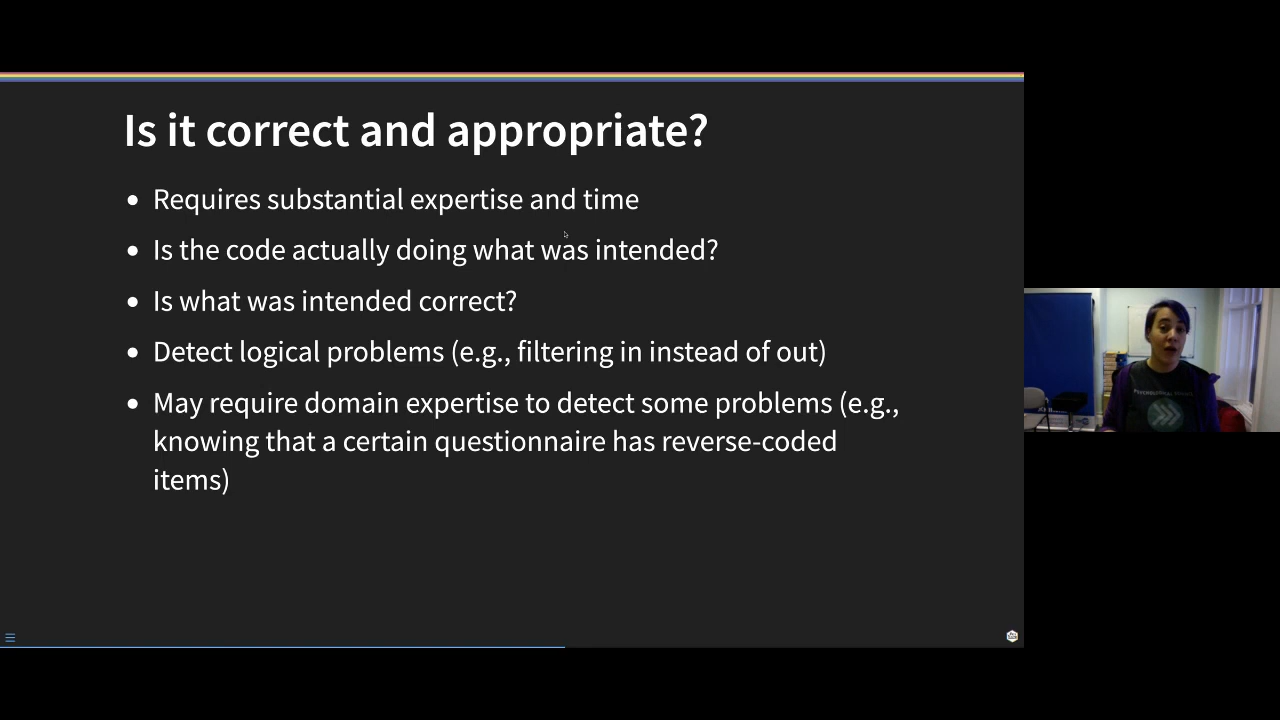 Is it correct and appropriate?
• Requires substantial expertise and time
• Is the code actually doing what was intended?
• Is what was intended correct?
• Detect logical problems (e.g., filtering in instead of out)
• May require domain expertise to detect some problems (e.g.,
knowing that a certain questionnaire has reverse-coded
items)